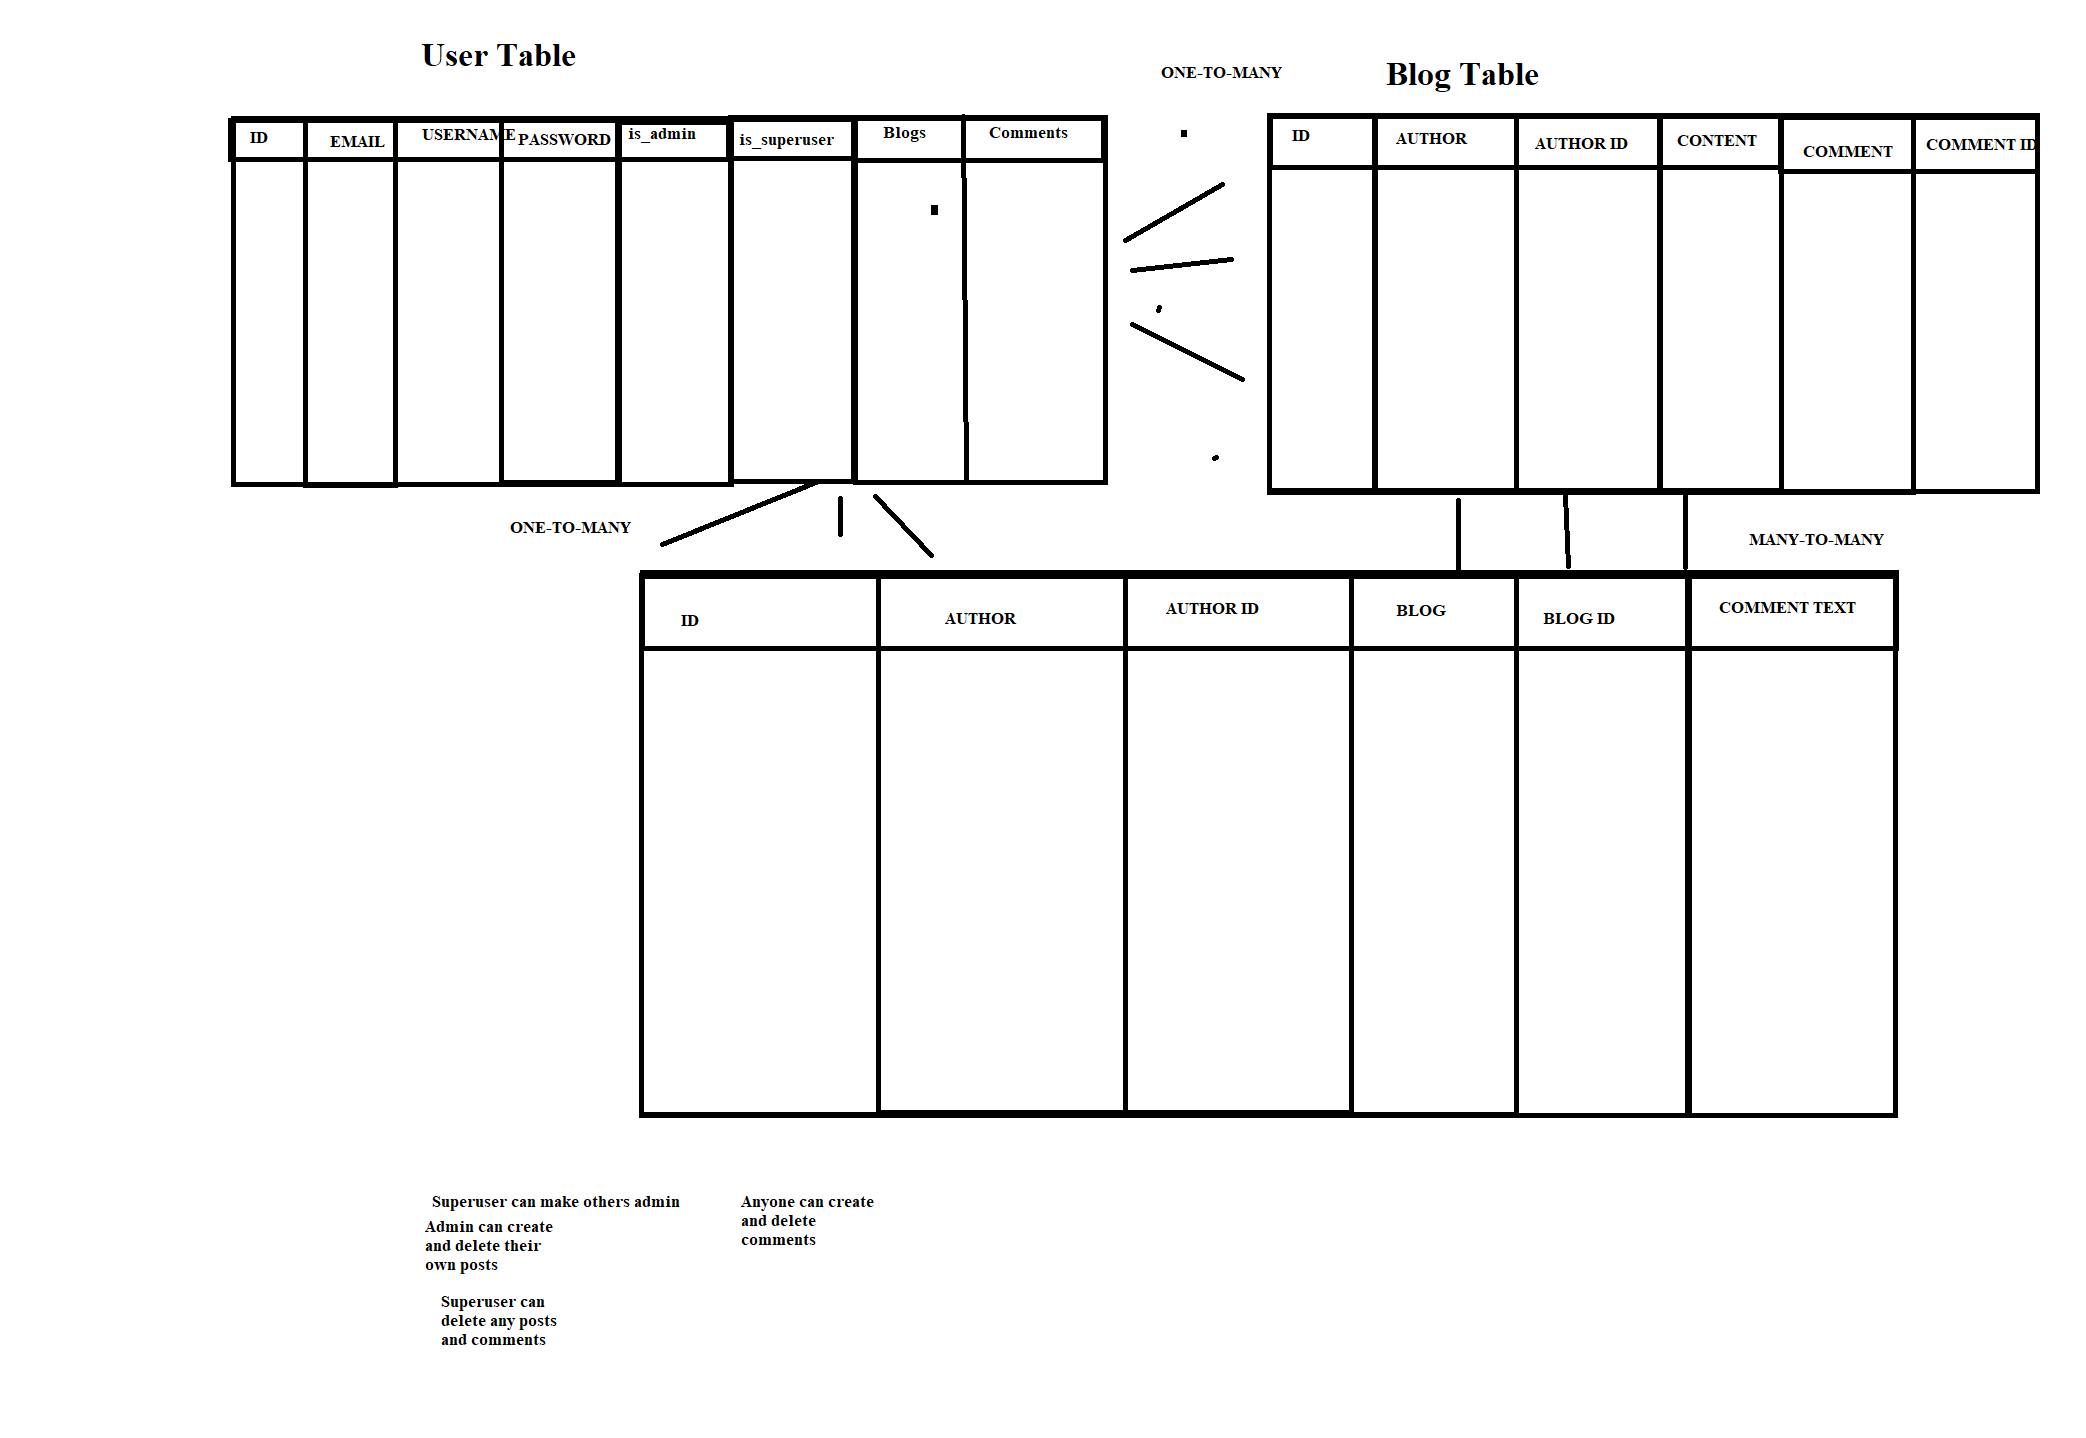 User Table
ONE-TO-MANY
Blog Table
ID
EMAIL
USERNAME
PASSWORD
is_admin
is_superuser
Blogs
Comments
ID
AUTHOR
AUTHOR ID
CONTENT
COMMENT
COMMENT ID
ONE-TO-MANY
MANY-TO-MANY
ID
AUTHOR
AUTHOR ID
BLOG
BLOG ID
COMMENT TEXT
Superuser can make others admin
Admin can create
and delete their
own posts
Anyone can create
and delete
comments
Superuser can
delete any posts
and comments